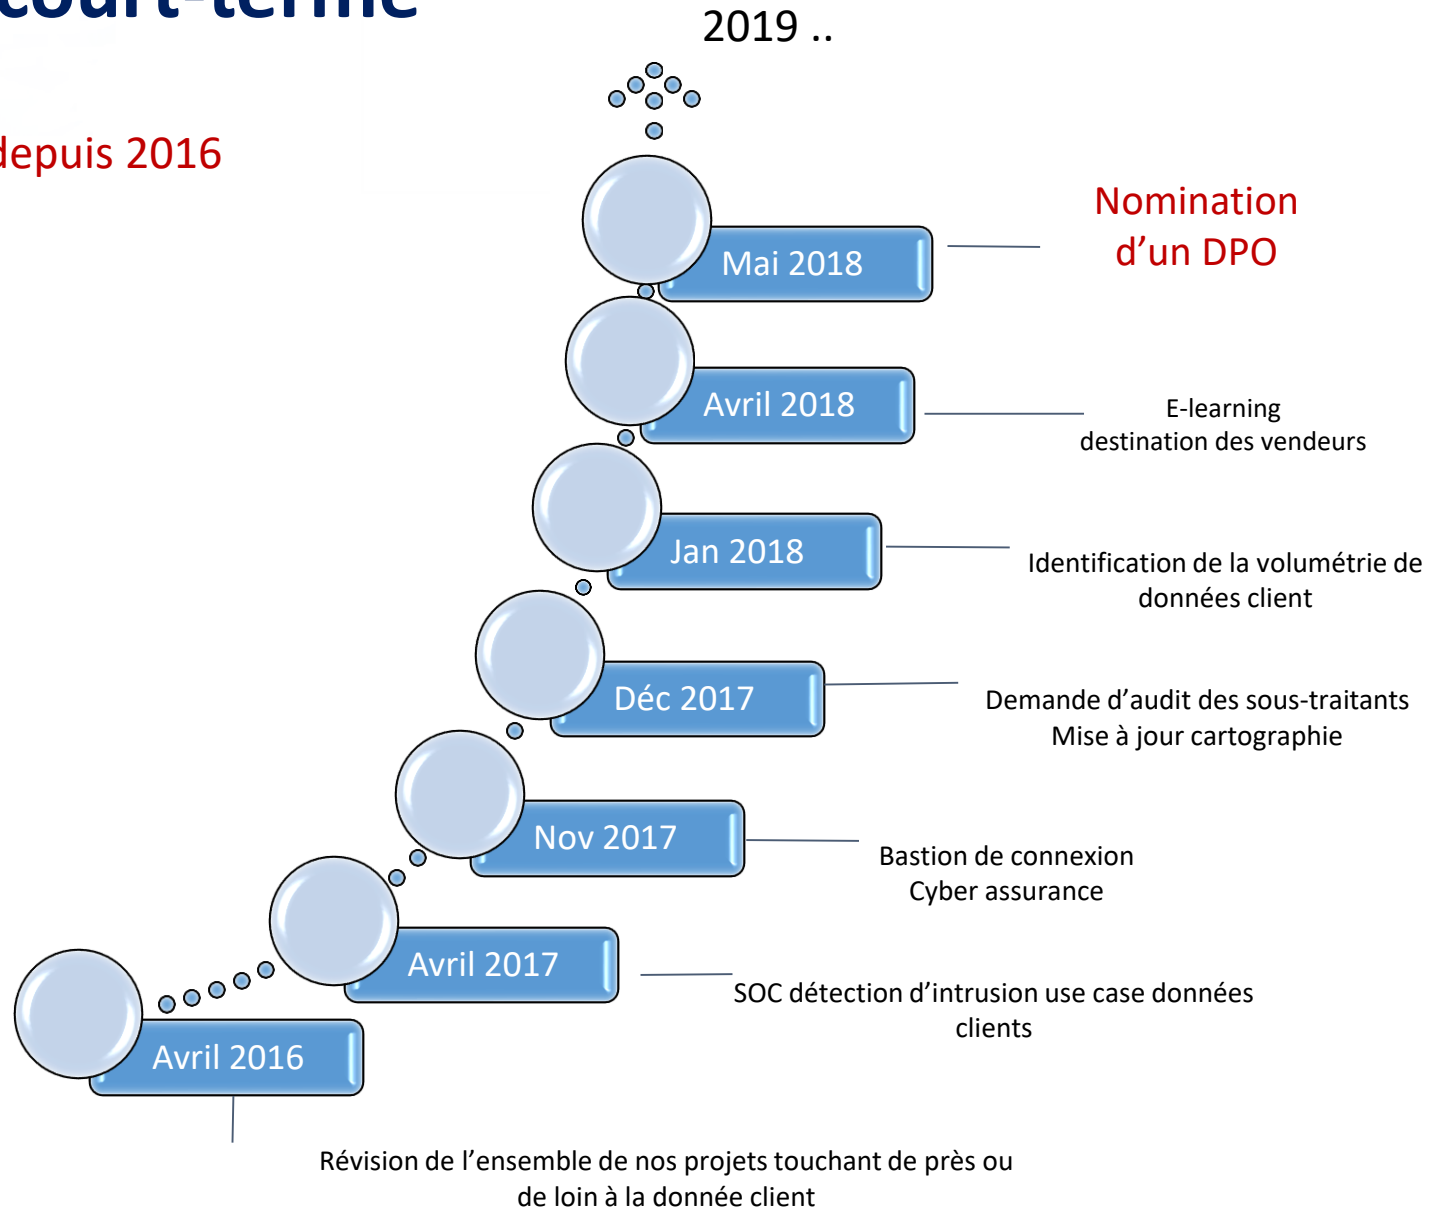 court-terme
2019 ..
depuis 2016
Mai 2018
Nomination
d’un DPO
Avril 2018
E-learning
destination des vendeurs
Jan 2018
Identification de la volumétrie de
données client
Déc 2017
Demande d’audit des sous-traitants
Mise à jour cartographie
Nov 2017
Bastion de connexion
Cyber assurance
Avril 2017
SOC détection d’intrusion use case données
clients
Avril 2016
Révision de l’ensemble de nos projets touchant de près ou
de loin à la donnée client